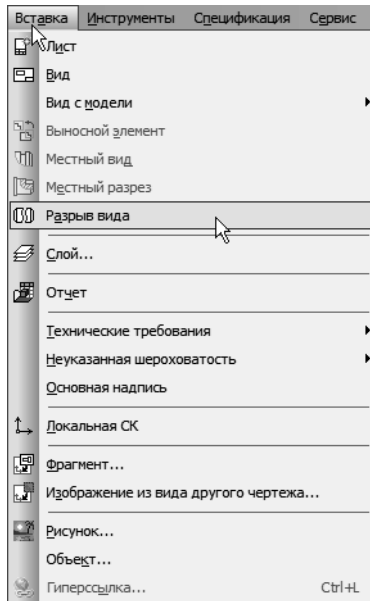 Вставка Инструменты Спецификация Сервис
Лист
Вид
Вид с модели
Выносной элемент
Местный вид
Местный разрез
Разрыв вида
Слой...
Отчет
Технические требования
Неуказанная шероховатость
Основная надпись
Локальная СК
Фрагмент...
Изображение из вида другого чертежа...
Рисунок...
Объект...
Гиперссылка... Ctrl+L